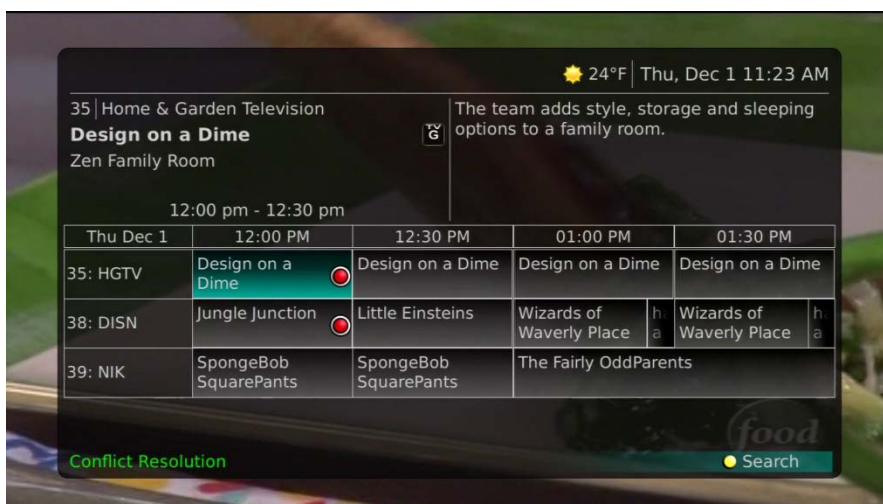 24°F | Thu, Dec 1 11:23 AM
35 | Home & Garden Television
Design on a Dime
TV G
Zen Family Room
12:00 pm - 12:30 pm
The team adds style, storage and sleeping
options to a family room.
Thu Dec 1 12:00 PM 12:30 PM 01:00 PM 01:30 PM
35: HGTV
Design on a
Dime
Design on a Dime
Design on a Dime
Design on a Dime
38: DISN
Jungle Junction
Little Einsteins
Wizards of
Waverly Place
Wizards of
Waverly Place
39: NIK
SpongeBob
SquarePants
SpongeBob
SquarePants
The Fairly OddParents
food
Conflict Resolution
Search